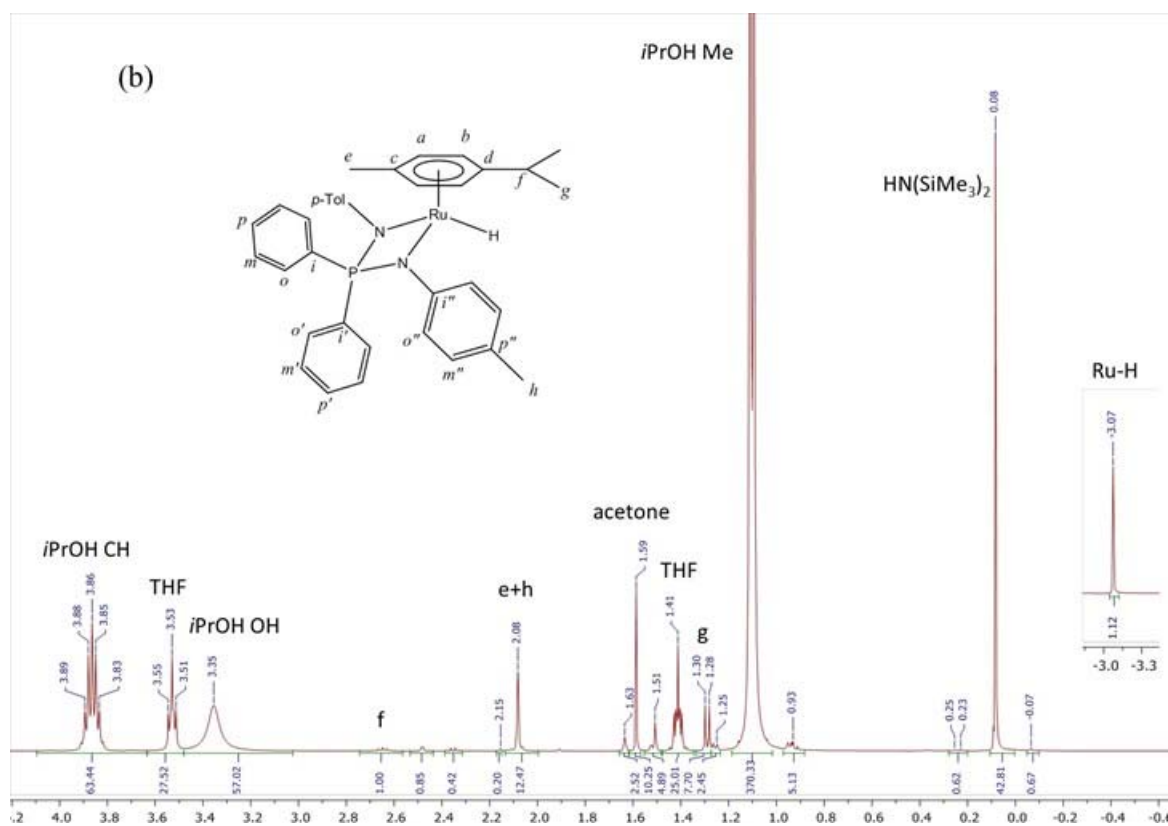 (b)
iPrOH Me
HN(SiMe3)2
Ru-H
a
b
e
c
d
f
g
p-Tol
Ru
N
H
p
m
o
i
P
N
i"
o'
i'
o"
p"
m'
m"
p'
h
iPrOH CH
THF
iPrOH OH
f
e+h
acetone
THF
g
3.89
3.88
3.86
3.85
3.83
3.55
3.53
3.51
3.35
2.15
2.08
1.63
1.59
1.51
1.41
1.30
1.28
1.25
0.93
0.25
0.23
0.08
-0.07
-3.07
1.12
-3.0 -3.3
63.44
27.52
57.02
1.00
0.85
0.42
0.20
12.47
2.52
10.25
4.89
25.01
7.70
2.45
370.33
5.13
0.62
42.81
0.67
.2 4.0 3.8 3.6 3.4 3.2 3.0 2.8 2.6 2.4 2.2 2.0 1.8 1.6 1.4 1.2 1.0 0.8 0.6 0.4 0.2 0.0 -0.2 -0.4 -0.6